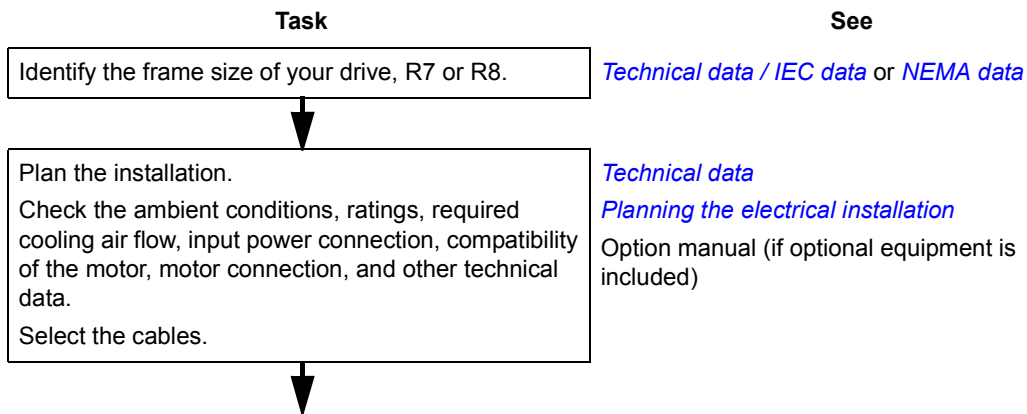 Task
See
Identify the frame size of your drive, R7 or R8.
Technical data / IEC data or NEMA data
Plan the installation.
Check the ambient conditions, ratings, required
cooling air flow, input power connection, compatibility
of the motor, motor connection, and other technical
data.
Select the cables.
Technical data
Planning the electrical installation
Option manual (if optional equipment is
included)